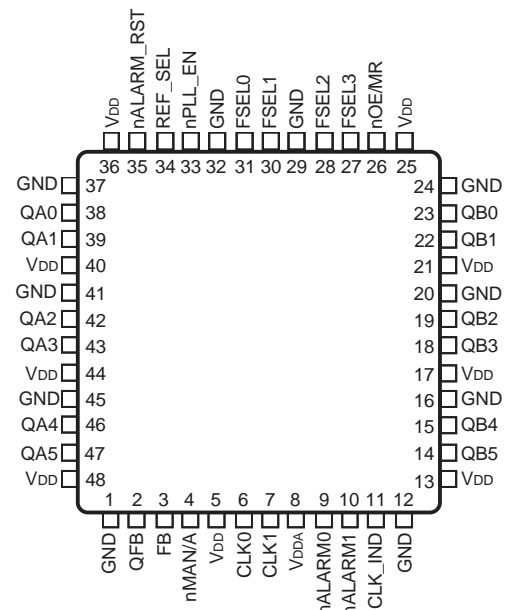 VDD nALARM_RST REF_SEL nPLL_EN GND FSEL0 FSEL1 GND FSEL2 FSEL3 nOE/MR VDD
36 35 34 33 32 31 30 29 28 27 26 25
GND 37 24 GND
QA0 38 23 QB0
QA1 39 22 QB1
VDD 40 21 VDD
GND 41 20 GND
QA2 42 19 QB2
QA3 43 18 QB3
VDD 44 17 VDD
GND 45 16 GND
QA4 46 15 QB4
QA5 47 14 QB5
VDD 48 13 VDD
1 2 3 4 5 6 7 8 9 10 11 12
GND QFB FB nMAN/A VDD CLK0 CLK1 VDDA nALARM0 nALARM1 CLK_IND GND